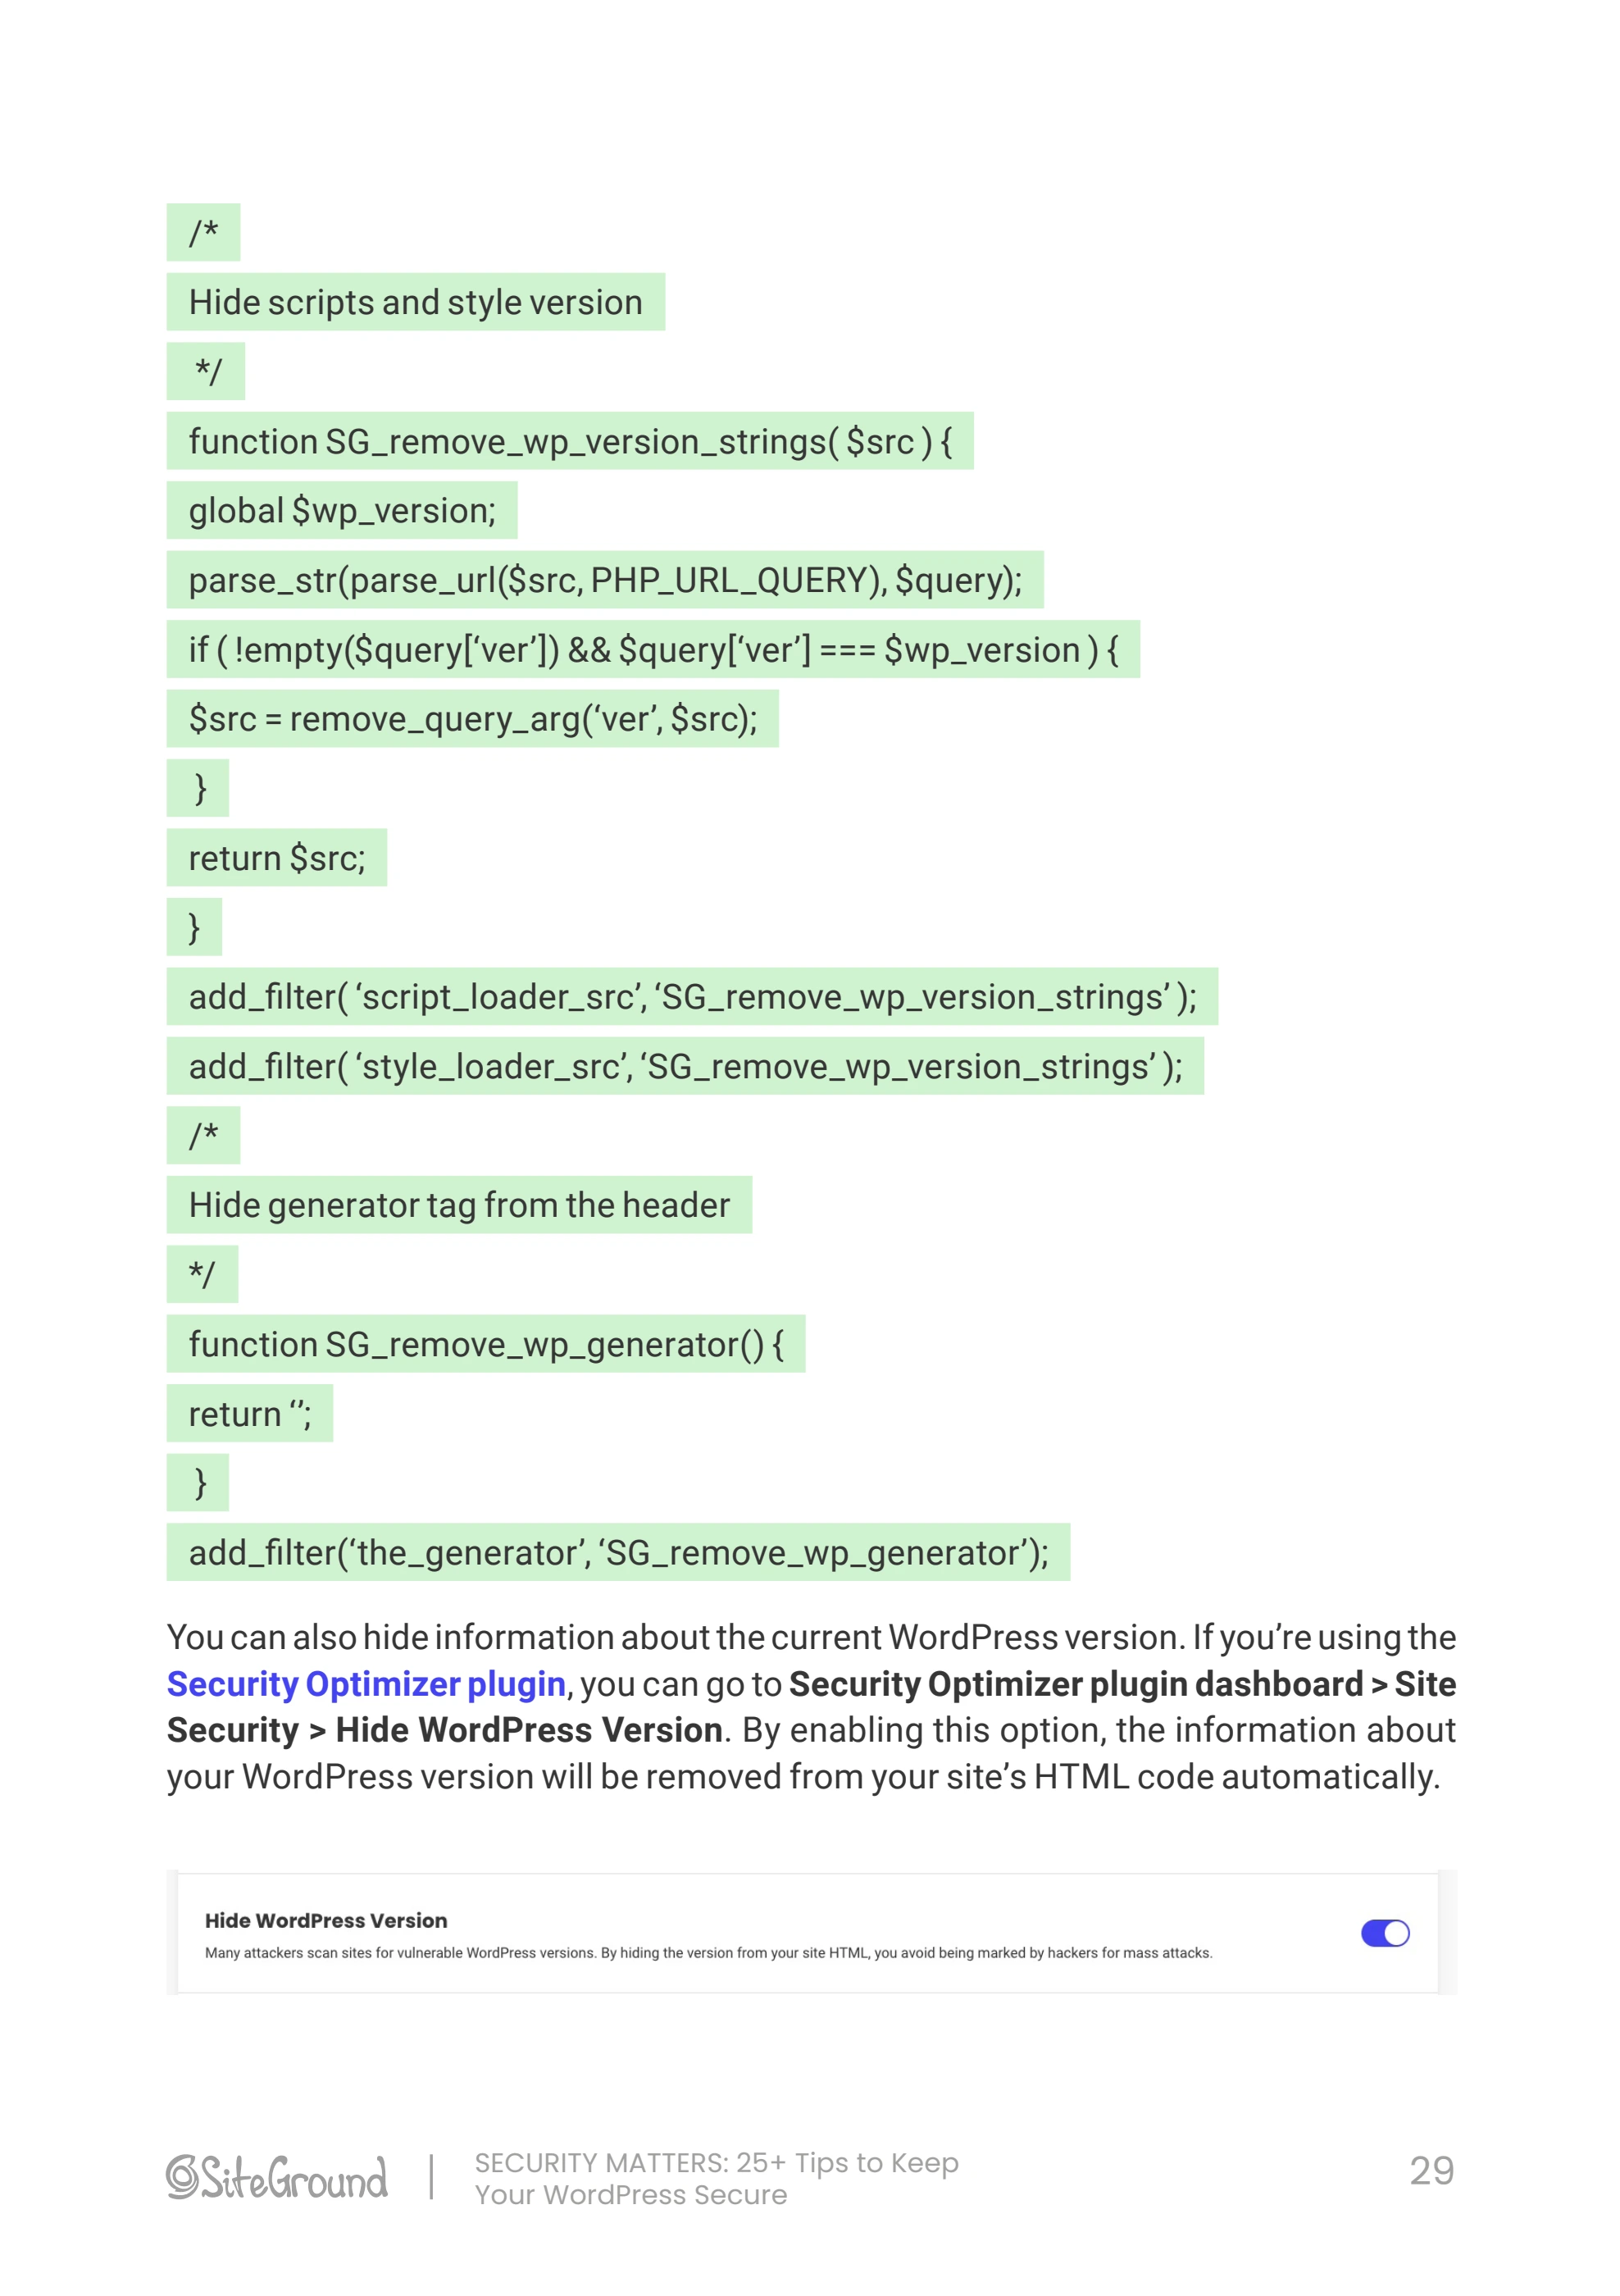 /*
Hide scripts and style version
*/
function SG_remove_wp_version_strings( $src ) {
global $wp_version;
parse_str(parse_url($src, PHP_URL_QUERY), $query);
if ( !empty($query[‘ver’]) && $query[‘ver’] === $wp_version ) {
$src = remove_query_arg(‘ver’, $src);
}
return $src;
}
add_filter( ‘script_loader_src’, ‘SG_remove_wp_version_strings’ );
add_filter( ‘style_loader_src’, ‘SG_remove_wp_version_strings’ );
/*
Hide generator tag from the header
*/
function SG_remove_wp_generator() {
return ‘’;
}
add_filter(‘the_generator’, ‘SG_remove_wp_generator’);
You can also hide information about the current WordPress version. If you’re using the
Security Optimizer plugin, you can go to Security Optimizer plugin dashboard > Site
Security > Hide WordPress Version. By enabling this option, the information about
your WordPress version will be removed from your site’s HTML code automatically.
Hide WordPress Version
Many attackers scan sites for vulnerable WordPress versions. By hiding the version from your site HTML, you avoid being marked by hackers for mass attacks.
SiteGround
SECURITY MATTERS: 25+ Tips to Keep
Your WordPress Secure
29